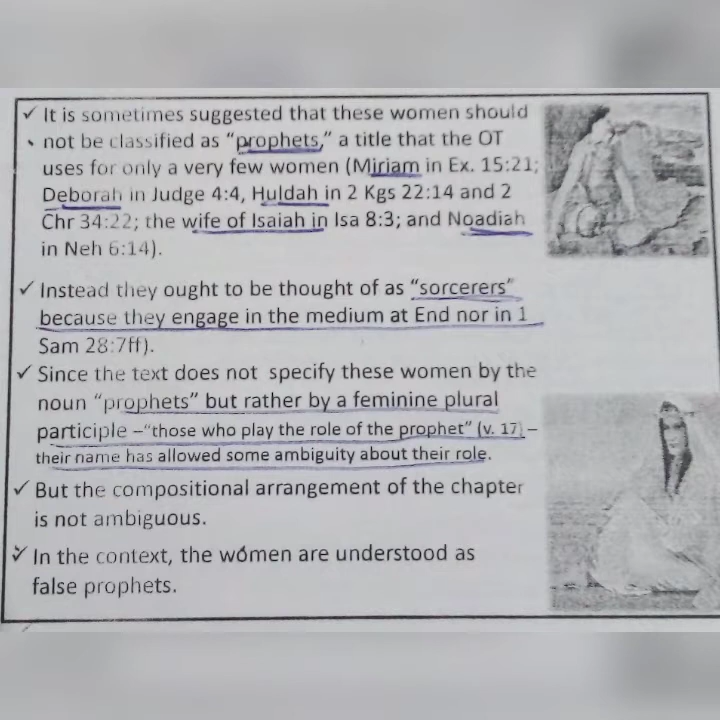 ✓ It is sometimes suggested that these women should
not be classified as “prophets,” a title that the OT
uses for only a very few women (Miriam in Ex. 15:21;
Deborah in Judge 4:4, Huldah in 2 Kgs 22:14 and 2
Chr 34:22; the wife of Isaiah in Isa 8:3; and Noadiah
in Neh 6:14).
✓ Instead they ought to be thought of as “sorcerers”
because they engage in the medium at End nor in 1
Sam 28:7ff).
✓ Since the text does not specify these women by the
noun “prophets” but rather by a feminine plural
participle –“those who play the role of the prophet” (v. 17) –
their name has allowed some ambiguity about their role.
✓ But the compositional arrangement of the chapter
is not ambiguous.
✓ In the context, the women are understood as
false prophets.